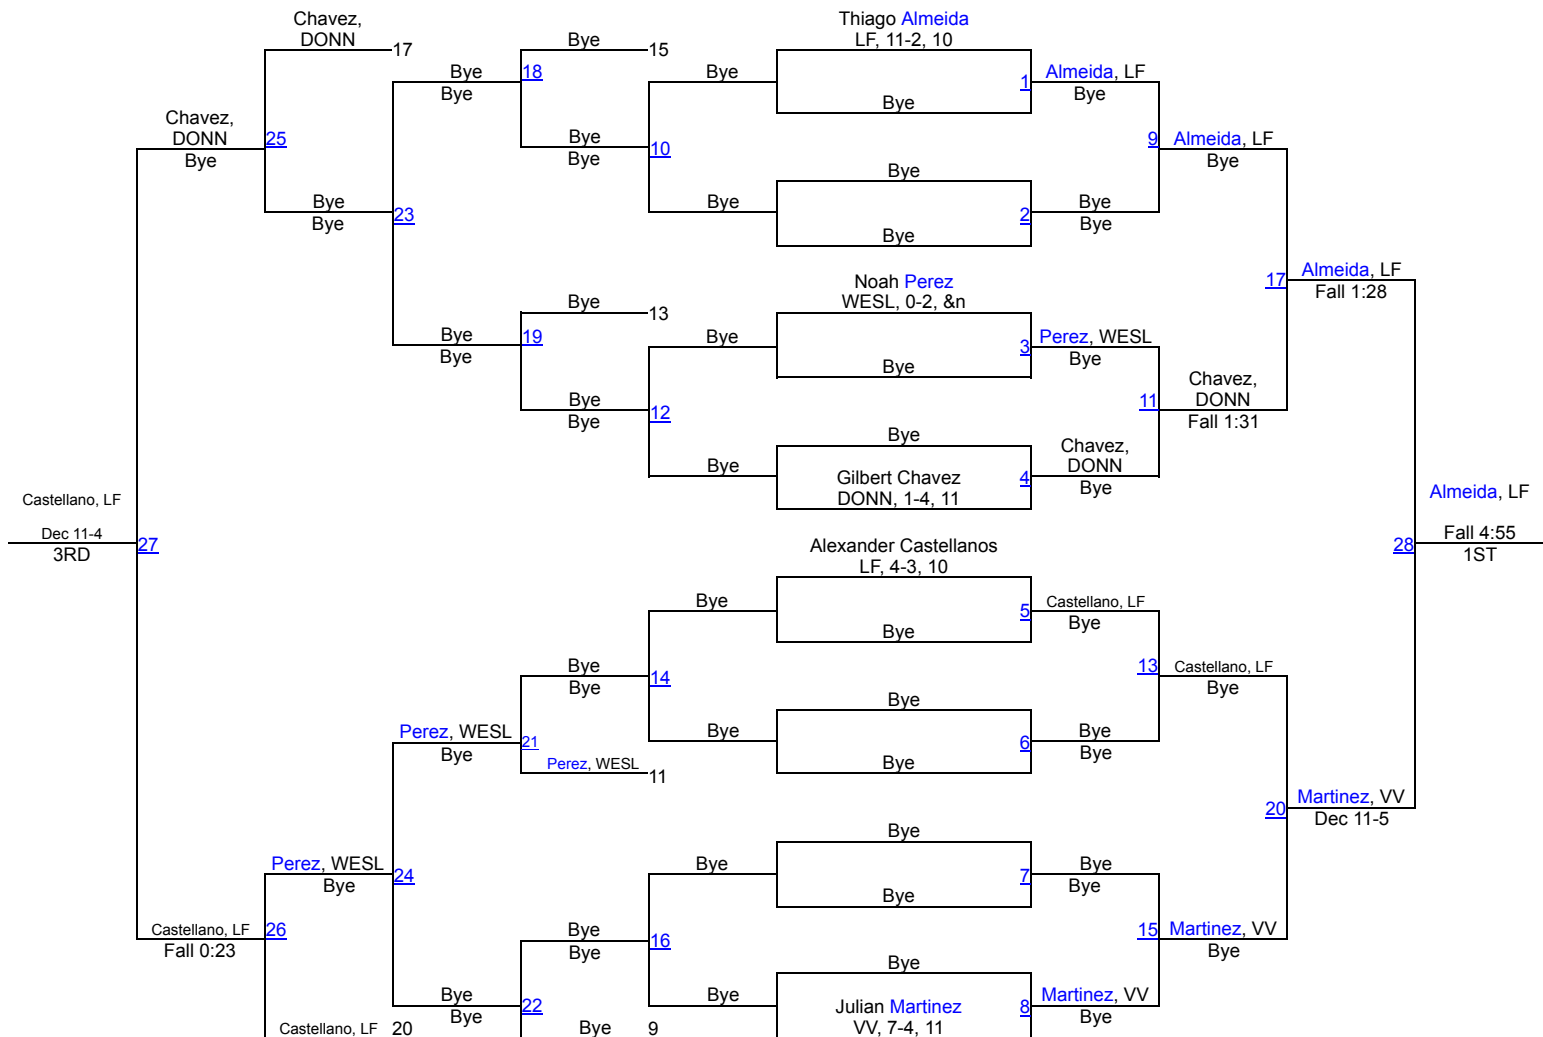 Chavez,
DONN
17
Bye
15
Thiago Almeida
LF, 11-2, 10
Bye
Bye
18
Bye
Bye
1
Almeida, LF
Bye
Chavez,
DONN
Bye
25
Bye
Bye
10
9
Almeida, LF
Bye
Bye
Bye
Bye
23
Bye
Bye
2
Bye
Bye
Noah Perez
WESL, 0-2, &n
17
Almeida, LF
Fall 1:28
Bye
13
Bye
Bye
19
Bye
Bye
3
Perez, WESL
Bye
Bye
Bye
12
11
Chavez,
DONN
Fall 1:31
Bye
Bye
Gilbert Chavez
DONN, 1-4, 11
4
Chavez,
DONN
Bye
Castellano, LF
Dec 11-4
3RD
27
Almeida, LF
Fall 4:55
1ST
28
Alexander Castellanos
LF, 4-3, 10
Bye
Bye
5
Castellano, LF
Bye
Bye
Bye
14
13
Castellano, LF
Bye
Perez, WESL
Bye
21
Perez, WESL
11
Bye
Bye
Bye
6
Bye
Bye
20
Martinez, VV
Dec 11-5
Perez, WESL
Bye
24
Bye
Bye
Bye
7
Bye
Bye
Castellano, LF
Fall 0:23
26
Bye
Bye
16
15
Martinez, VV
Bye
Bye
Bye
22
Bye
Bye
Julian Martinez
VV, 7-4, 11
8
Martinez, VV
Bye
Castellano, LF
20
Bye
9